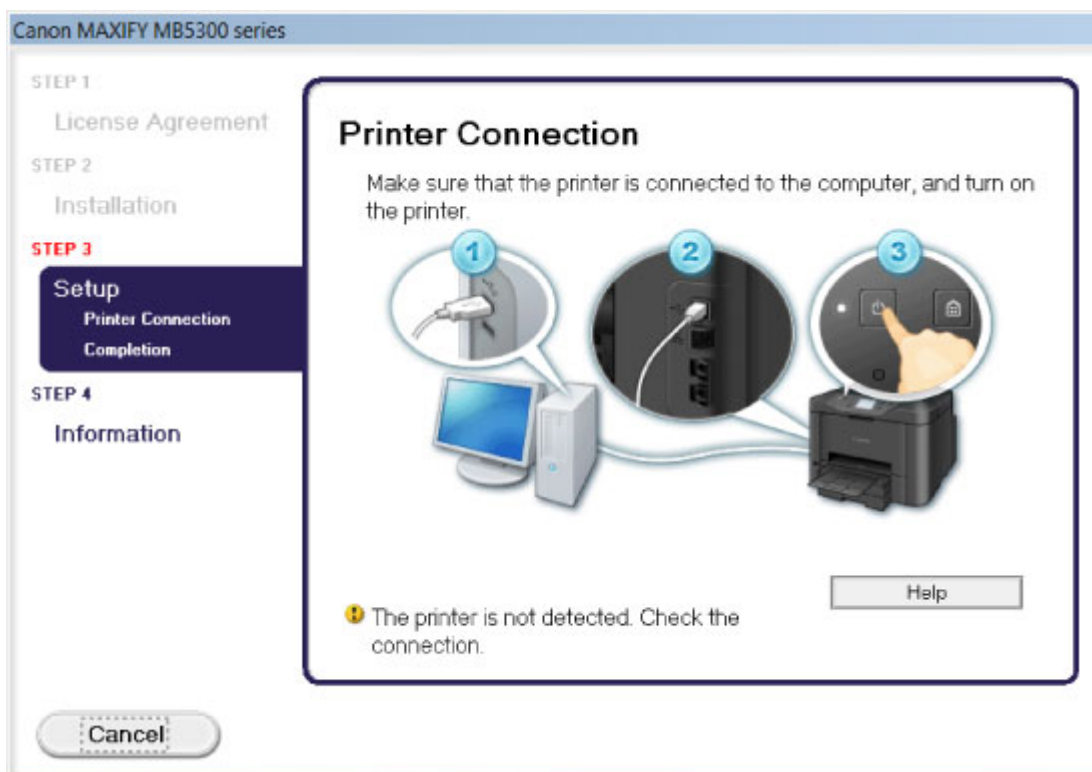 Canon MAXIFY MB5300 series
STEP 1
License Agreement
STEP 2
Installation
STEP 3
Setup
Printer Connection
Completion
STEP 4
Information
Printer Connection
Make sure that the printer is connected to the computer, and turn on
the printer.
1
2
3
Help
The printer is not detected. Check the
connection.
Cancel